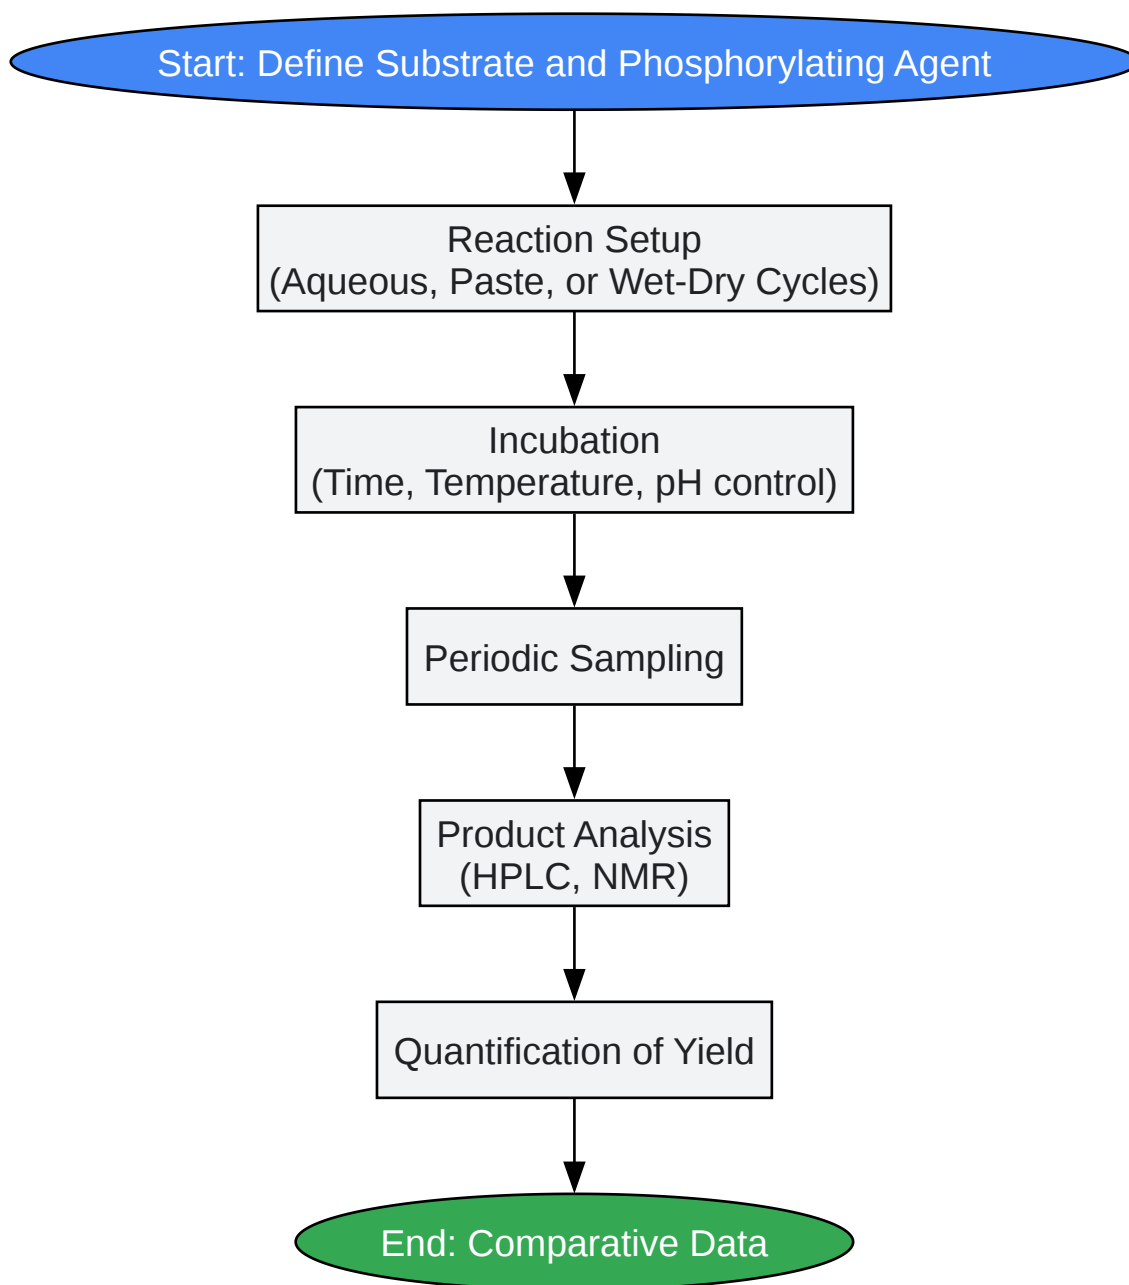 Start: Define Substrate and Phosphorylating Agent
Reaction Setup
(Aqueous, Paste, or Wet-Dry Cycles)
Incubation
(Time, Temperature, pH control)
Periodic Sampling
Product Analysis
(HPLC, NMR)
Quantification of Yield
End: Comparative Data